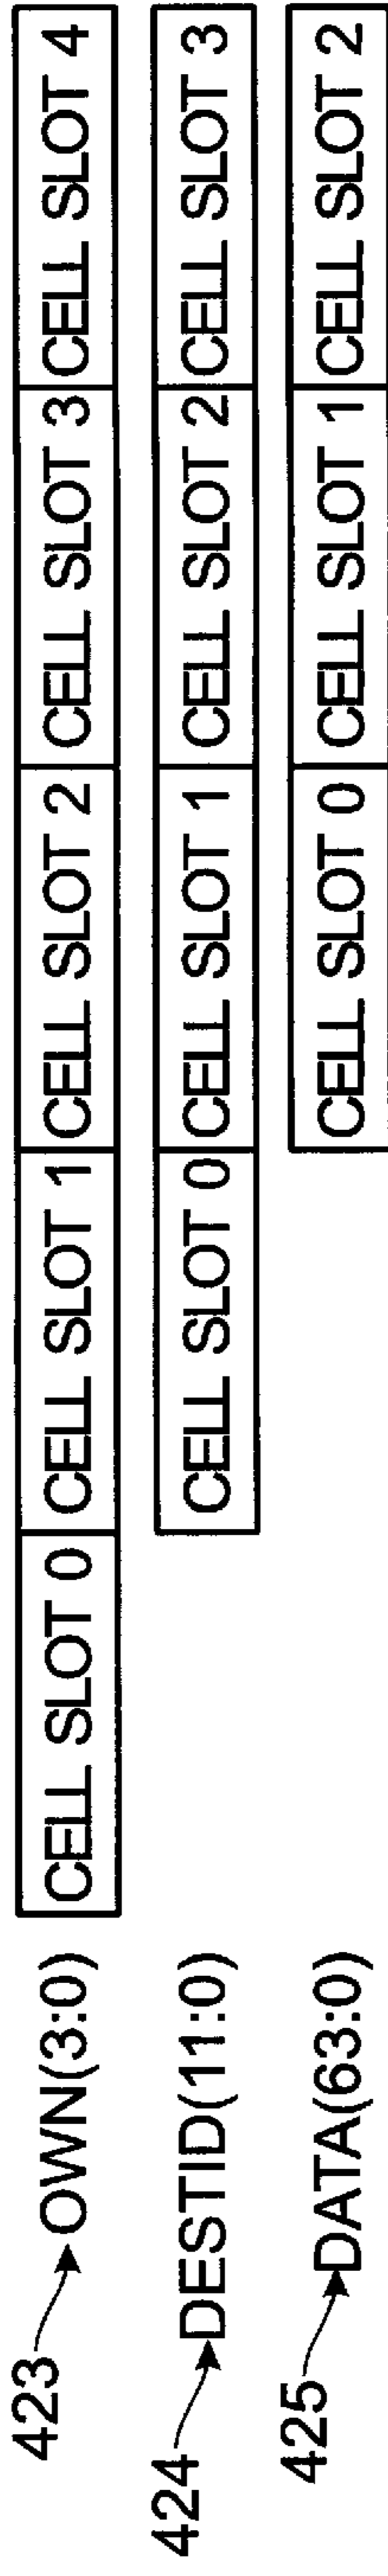 423 OWN(3:0) CELL SLOT 0 CELL SLOT 1 CELL SLOT 2 CELL SLOT 3 CELL SLOT 4
424 DESTID(11:0) CELL SLOT 0 CELL SLOT 1 CELL SLOT 2 CELL SLOT 3
425 DATA(63:0) CELL SLOT 0 CELL SLOT 1 CELL SLOT 2